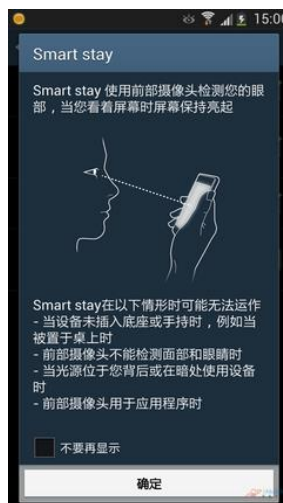 15:00
Smart stay
Smart stay 使用前部摄像头检测您的眼
部，当您看着屏幕时屏幕保持亮起
Smart stay在以下情形时可能无法运作
- 当设备未插入底座或手持时，例如当
被置于桌上时
- 前部摄像头不能检测面部和眼睛时
- 当光源位于您背后或在暗处使用设备
时
- 前部摄像头用于应用程序时
不要再显示
确定